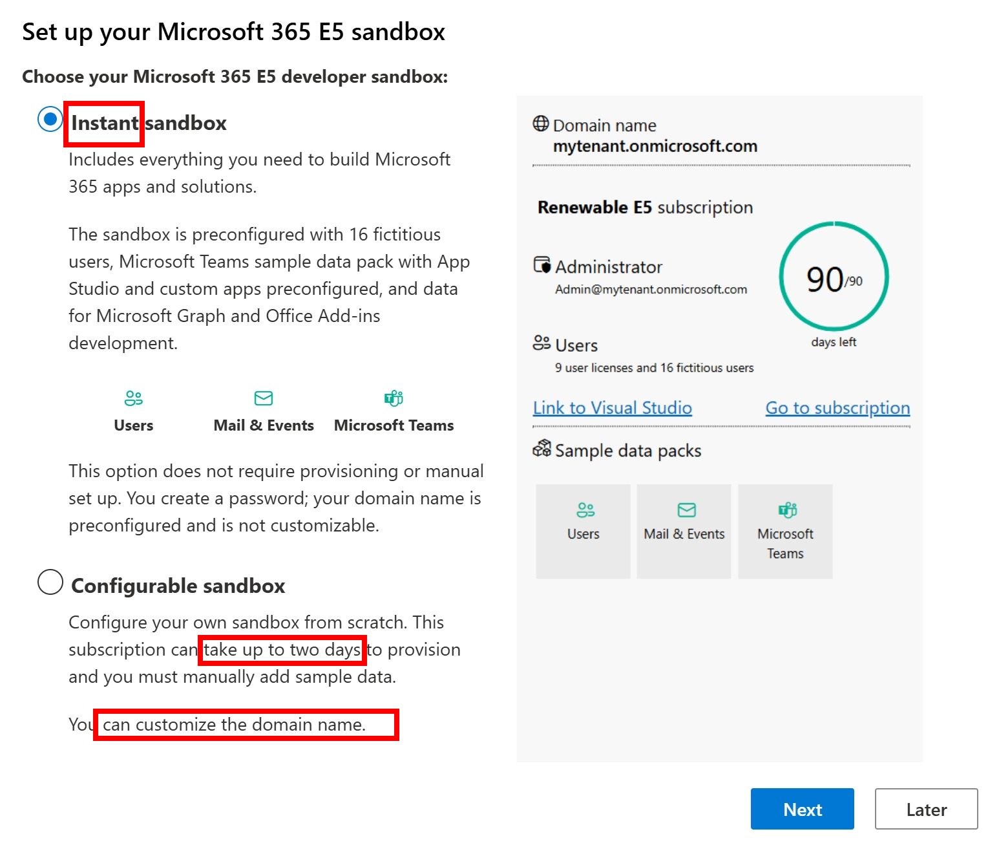 Set up your Microsoft 365 E5 sandbox
Choose your Microsoft 365 E5 developer sandbox:
Instant sandbox
Includes everything you need to build Microsoft
365 apps and solutions.
The sandbox is preconfigured with 16 fictitious
users, Microsoft Teams sample data pack with App
Studio and custom apps preconfigured, and data
for Microsoft Graph and Office Add-ins
development.
Users
Mail & Events
Microsoft Teams
This option does not require provisioning or manual
set up. You create a password; your domain name is
preconfigured and is not customizable.
Configurable sandbox
Configure your own sandbox from scratch. This
subscription can take up to two days to provision
and you must manually add sample data.
You can customize the domain name.
Domain name
mytenant.onmicrosoft.com
Renewable E5 subscription
Administrator
Admin@mytenant.onmicrosoft.com
90/90
days left
Users
9 user licenses and 16 fictitious users
Link to Visual Studio
Go to subscription
Sample data packs
Users
Mail & Events
Microsoft
Teams
Next
Later